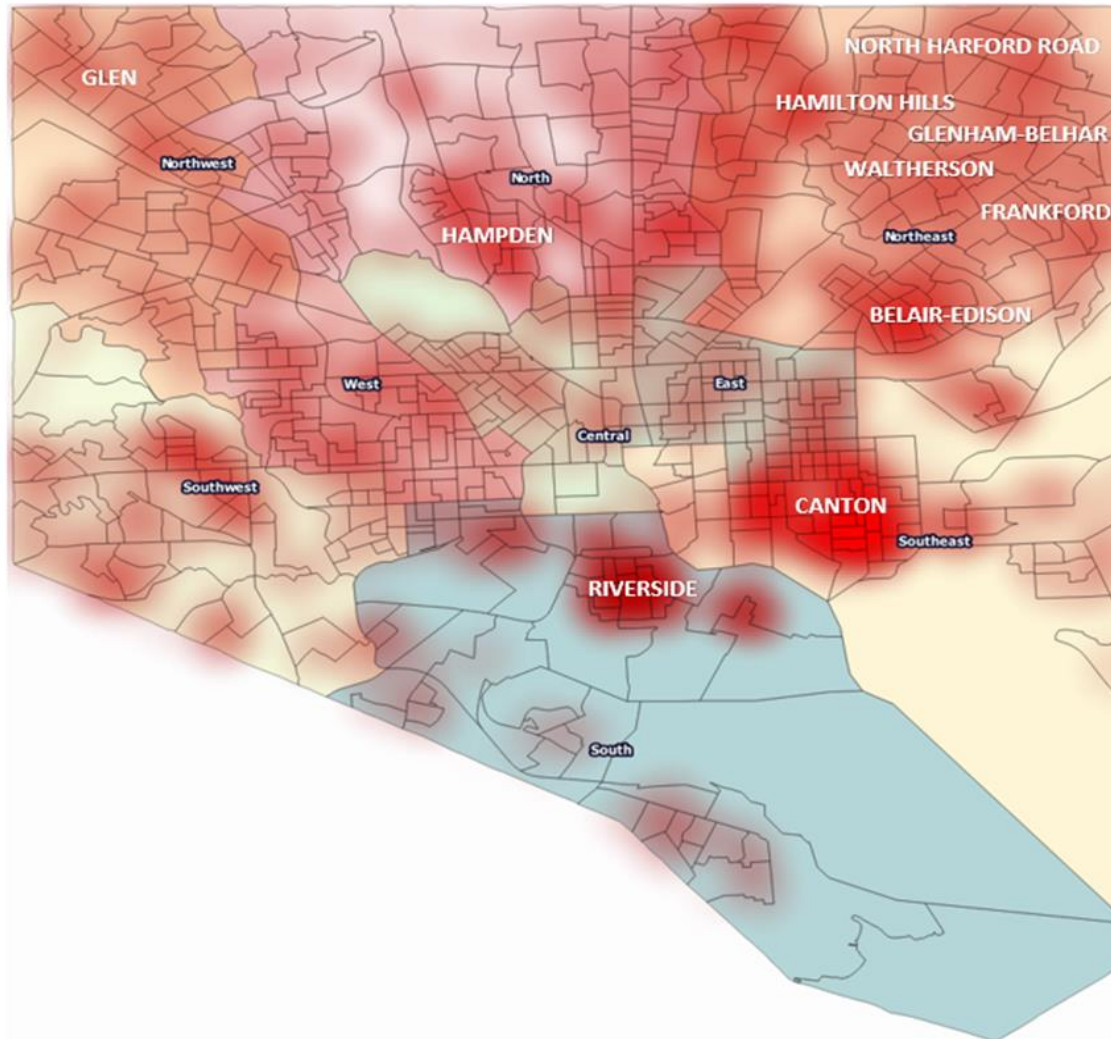 NORTH HARFORD ROAD
GLEN
HAMILTON HILLS
GLENHAM-BELHAR
Northwest
WALTHERSON
North
FRANKFORD
HAMPDEN
Northeast
BELAIR-EDISON
West
East
Central
Southwest
CANTON
Southeast
RIVERSIDE
South